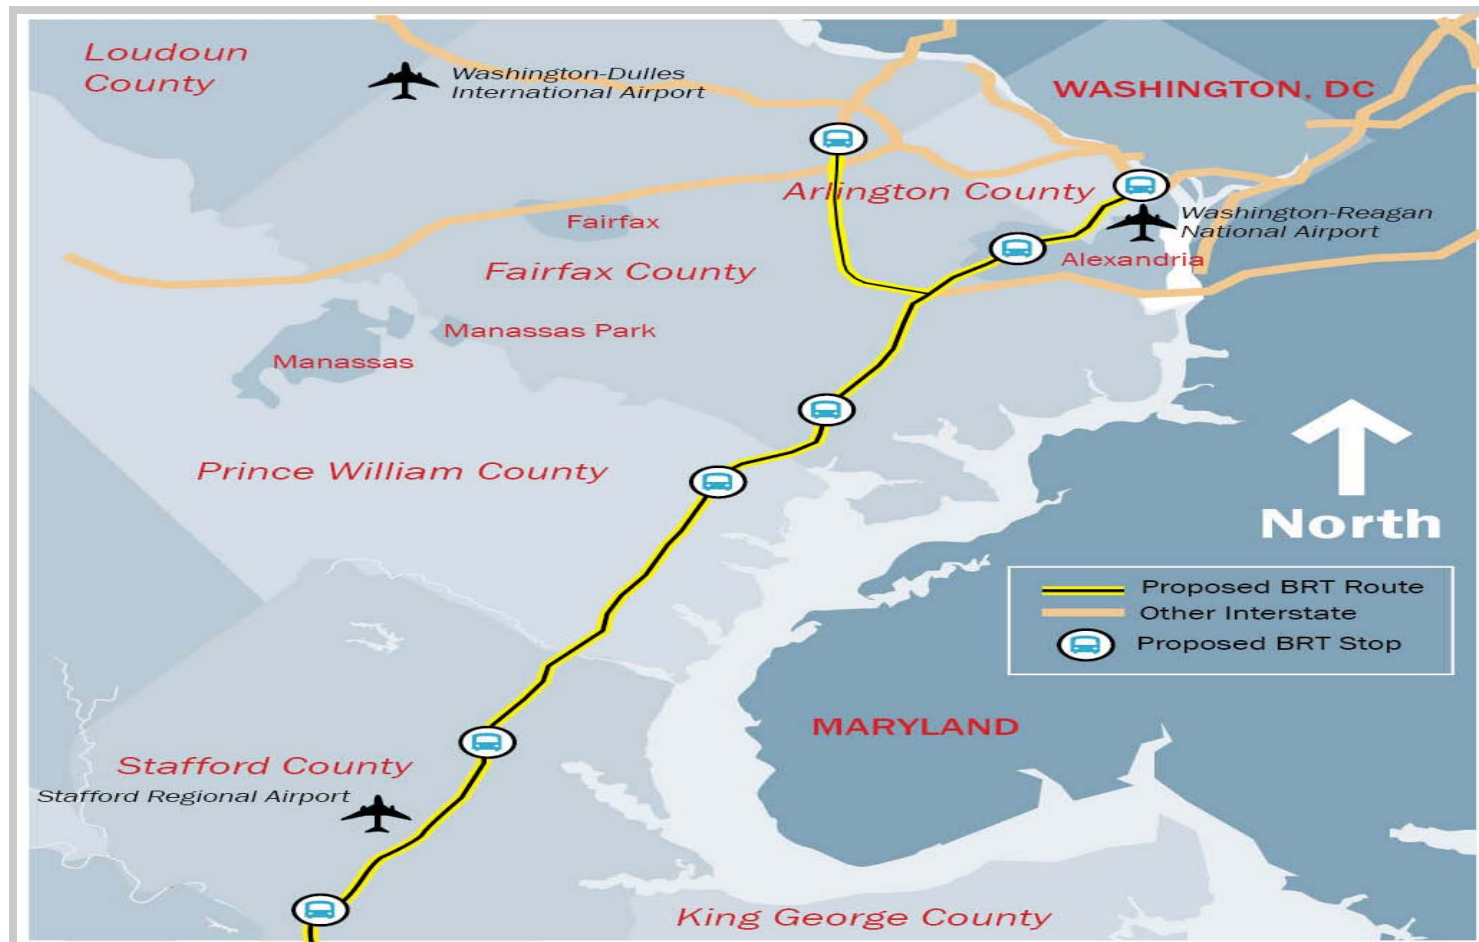 Loudoun
County
Washington-Dulles
International Airport
WASHINGTON, DC
Arlington County
Washington-Reagan
National Airport
Fairfax
Alexandria
Fairfax County
Manassas Park
Manassas
Prince William County
North
Proposed BRT Route
Other Interstate
Proposed BRT Stop
MARYLAND
Stafford County
Stafford Regional Airport
King George County